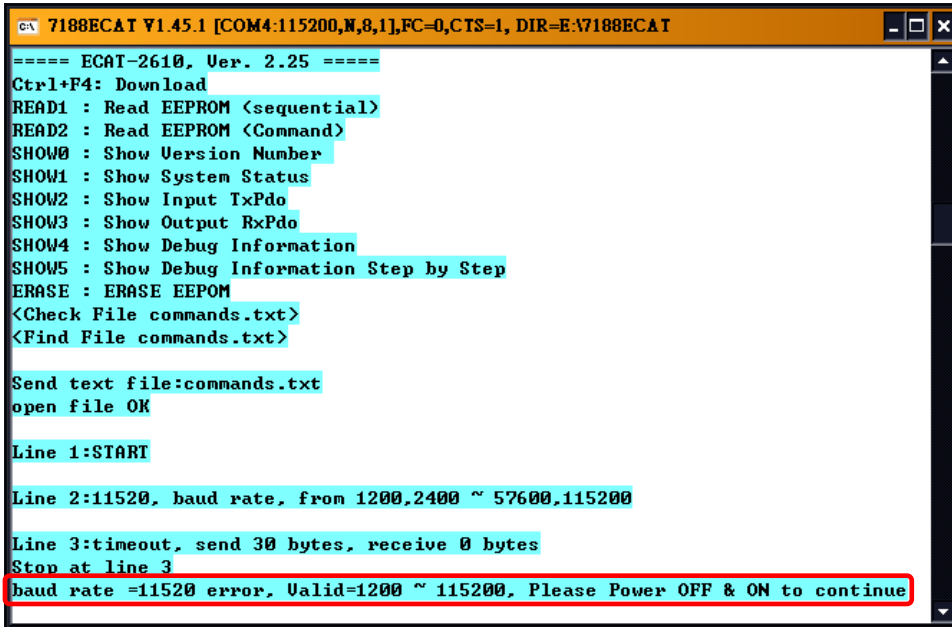 7188ECAT V1.45.1 [COM4:115200,N,8,1],FC=0,CTS=1, DIR=E:\7188ECAT
===== ECAT-2610, Ver. 2.25 =====
Ctrl+F4: Download
READ1 : Read EEPROM <sequential>
READ2 : Read EEPROM <Command>
SHOW0 : Show Version Number
SHOW1 : Show System Status
SHOW2 : Show Input TxPdo
SHOW3 : Show Output RxPdo
SHOW4 : Show Debug Information
SHOW5 : Show Debug Information Step by Step
ERASE : ERASE EEPOM
<Check File commands.txt>
<Find File commands.txt>
Send text file:commands.txt
open file OK
Line 1:START
Line 2:11520, baud rate, from 1200,2400 ~ 57600,115200
Line 3:timeout, send 30 bytes, receive 0 bytes
Stop at line 3
baud rate =11520 error, Valid=1200 ~ 115200, Please Power OFF & ON to continue